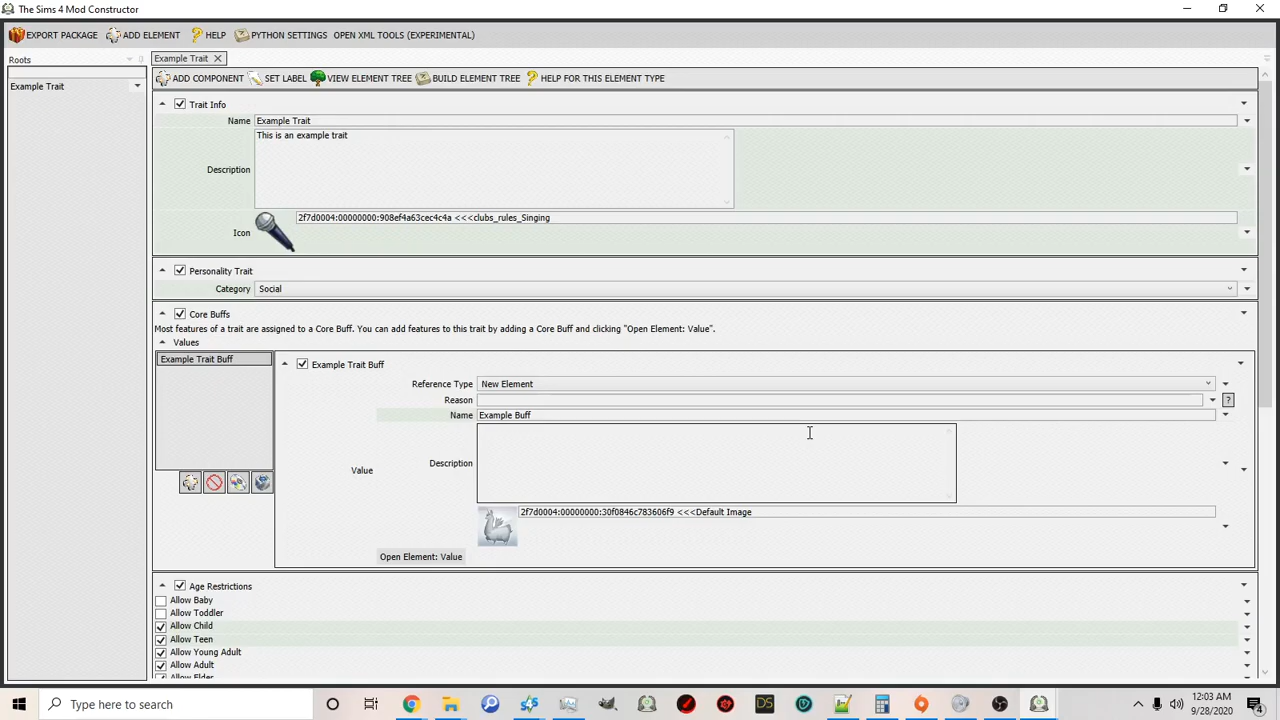 The Sims 4 Mod Constructor
EXPORT PACKAGE ADD ELEMENT HELP PYTHON SETTINGS OPEN XML TOOLS (EXPERIMENTAL)
Roots
Example Trait
Example Trait
ADD COMPONENT SET LABEL VIEW ELEMENT TREE BUILD ELEMENT TREE HELP FOR THIS ELEMENT TYPE
Trait Info
Name Example Trait
This is an example trait
Description
2f7d0004:00000000:908ef4a63cec4c4a <<<clubs_rules_Singing
Icon
Personality Trait
Category Social
Core Buffs
Most features of a trait are assigned to a Core Buff. You can add features to this trait by adding a Core Buff and clicking "Open Element: Value".
Values
Example Trait Buff
Example Trait Buff
Reference Type New Element
Reason ?
Name Example Buff
Description
Value
2f7d0004:00000000:30f0846c783606f9 <<<Default Image
Open Element: Value
Age Restrictions
Allow Baby
Allow Toddler
Allow Child
Allow Teen
Allow Young Adult
Allow Adult
Allow Elder
Type here to search
DS
12:03 AM
9/28/2020
4